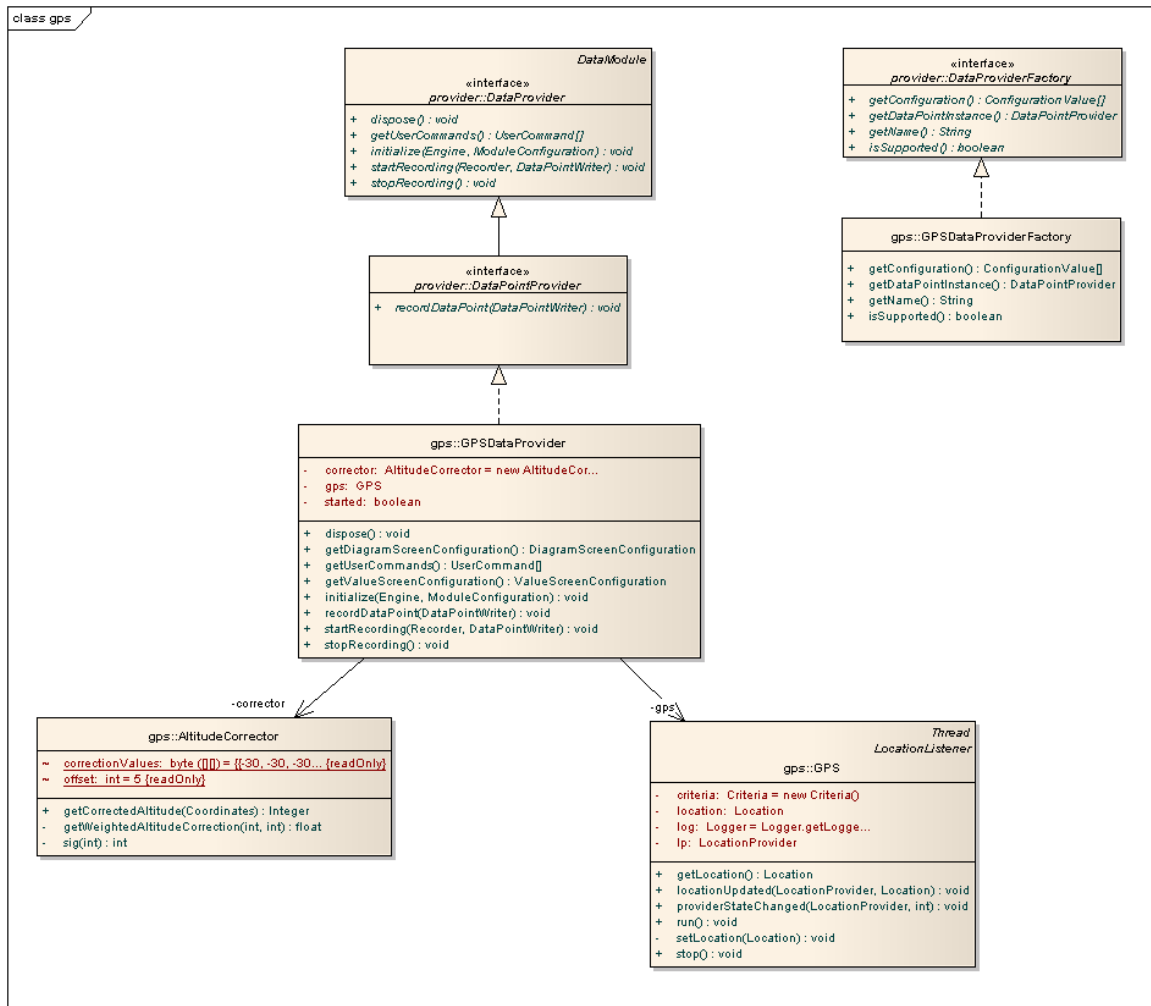 class gps
DataModule
«interface»
provider::DataProvider
+ dispose() : void
+ getUserCommands() : UserCommand[]
+ initialize(Engine, ModuleConfiguration) : void
+ startRecording(Recorder, DataPointWriter) : void
+ stopRecording() : void
«interface»
provider::DataProviderFactory
+ getConfiguration() : ConfigurationValue[]
+ getDataPointInstance() : DataPointProvider
+ getName() : String
+ isSupported() : boolean
«interface»
provider::DataPointProvider
+ recordDataPoint(DataPointWriter) : void
gps::GPSDataProviderFactory
+ getConfiguration() : ConfigurationValue[]
+ getDataPointInstance() : DataPointProvider
+ getName() : String
+ isSupported() : boolean
gps::GPSDataProvider
- corrector: AltitudeCorrector = new AltitudeCor...
- gps: GPS
- started: boolean
+ dispose() : void
+ getDiagramScreenConfiguration() : DiagramScreenConfiguration
+ getUserCommands() : UserCommand[]
+ getValueScreenConfiguration() : ValueScreenConfiguration
+ initialize(Engine, ModuleConfiguration) : void
+ recordDataPoint(DataPointWriter) : void
+ startRecording(Recorder, DataPointWriter) : void
+ stopRecording() : void
-corrector
-gps
gps::AltitudeCorrector
~ correctionValues: byte ([][]) = {{-30, -30, -30... {readOnly}
~ offset: int = 5 {readOnly}
+ getCorrectedAltitude(Coordinates) : Integer
- getWeightedAltitudeCorrection(int, int) : float
- sig(int) : int
Thread
LocationListener
gps::GPS
- criteria: Criteria = new Criteria()
- location: Location
- log: Logger = Logger.getLogge...
- lp: LocationProvider
+ getLocation() : Location
+ locationUpdated(LocationProvider, Location) : void
+ providerStateChanged(LocationProvider, int) : void
+ run() : void
- setLocation(Location) : void
+ stop() : void